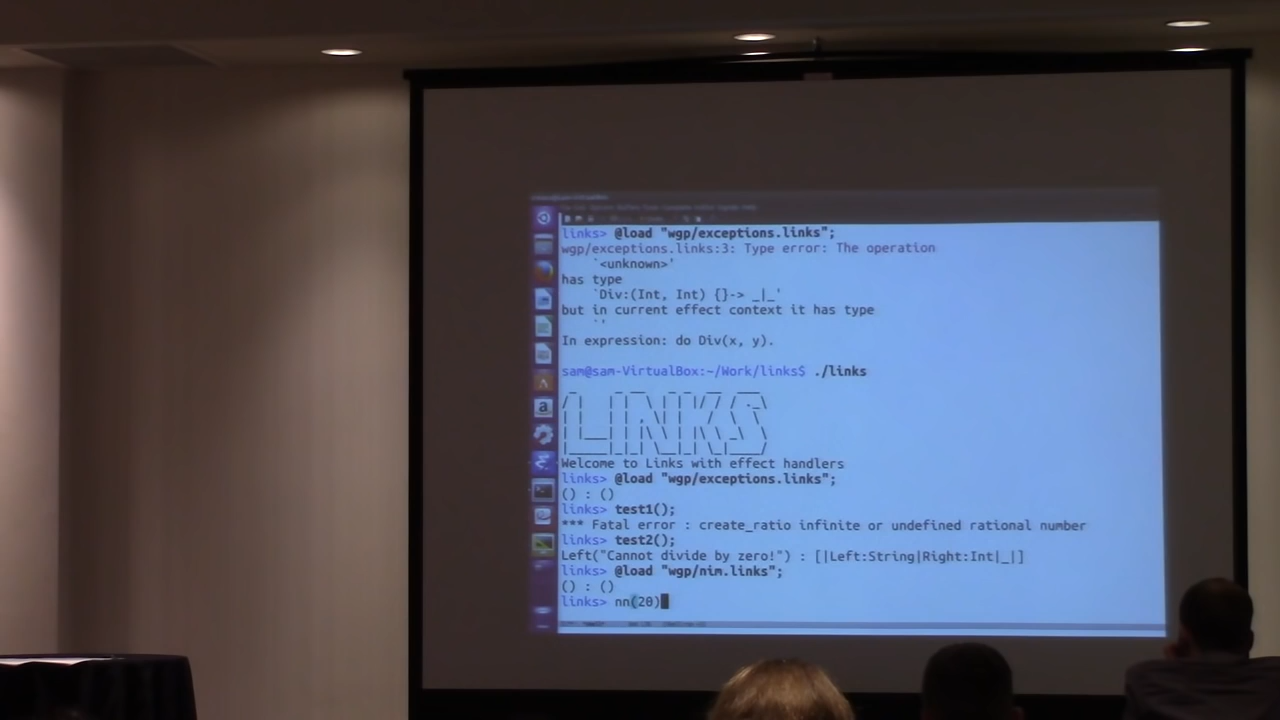 links> @load "wgp/exceptions.links";
wgp/exceptions.links:3: Type error: The operation
`<unknown>'
has type
`Div:(Int, Int) {}-> _|_'
but in current effect context it has type
`'
In expression: do Div(x, y).
sam@sam-VirtualBox:~/Work/links$ ./links
LINKS
Welcome to Links with effect handlers
links> @load "wgp/exceptions.links";
() : ()
links> test1();
*** Fatal error : create_ratio infinite or undefined rational number
links> test2();
Left("Cannot divide by zero!") : [|Left:String|Right:Int|_|]
links> @load "wgp/nim.links";
() : ()
links> nn(20)